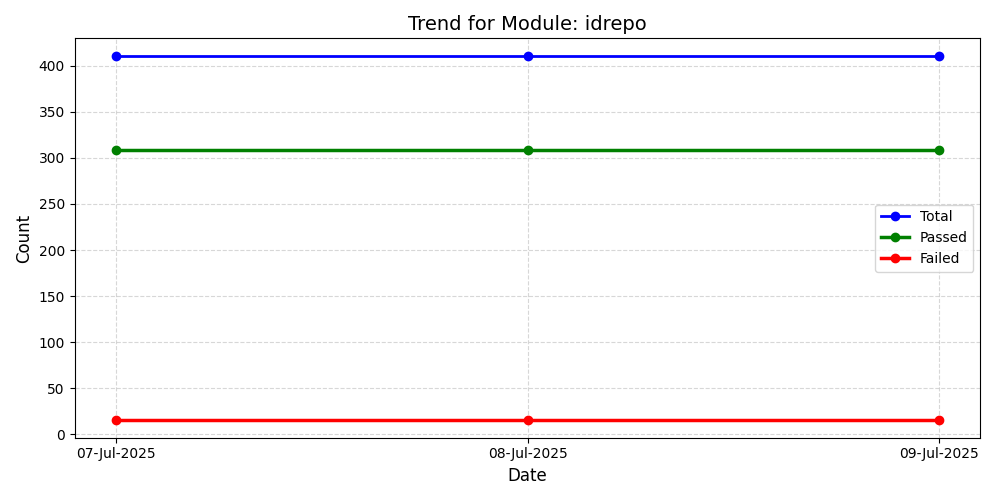 Trend for Module: idrepo
Count
400
350
300
250
200
150
100
50
0
Total
Passed
Failed
07-Jul-2025 08-Jul-2025 09-Jul-2025
Date